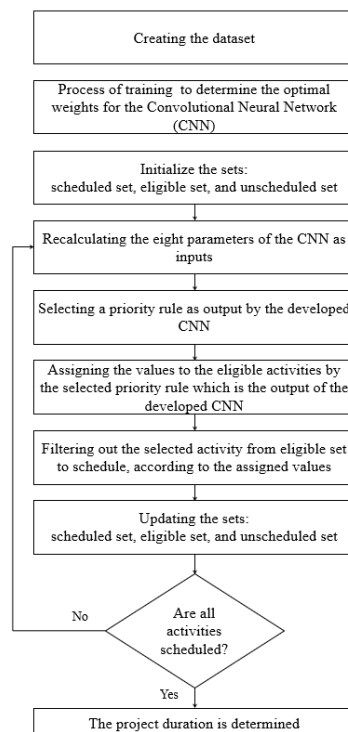 Creating the dataset
Process of training to determine the optimal
weights for the Convolutional Neural Network
(CNN)
Initialize the sets:
scheduled set, eligible set, and unscheduled set
Recalculating the eight parameters of the CNN as
inputs
Selecting a priority rule as output by the developed
CNN
Assigning the values to the eligible activities by
the selected priority rule which is the output of the
developed CNN
Filtering out the selected activity from eligible set
to schedule, according to the assigned values
Updating the sets:
scheduled set, eligible set, and unscheduled set
No
Are all
activities
scheduled?
Yes
The project duration is determined